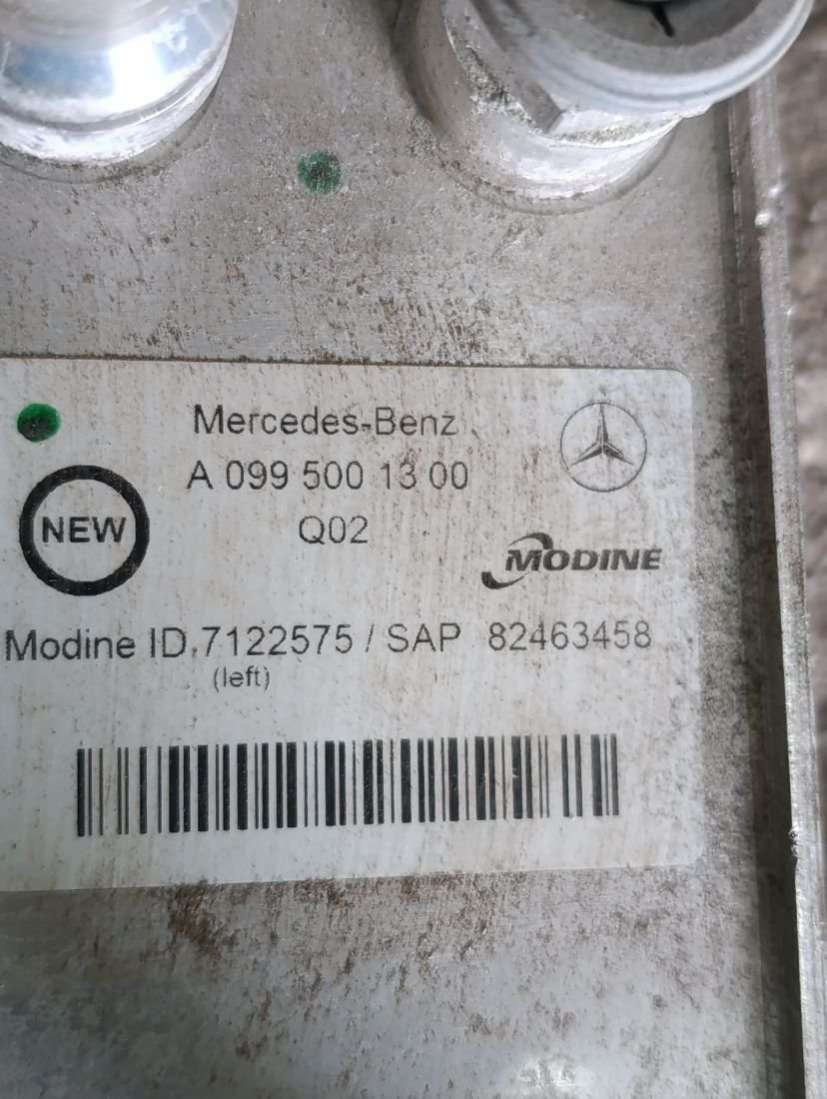 Mercedes-Benz
A 099 500 13 00
NEW
Q02
MODINE
Modine ID.7122575 / SAP 82463458
(left)